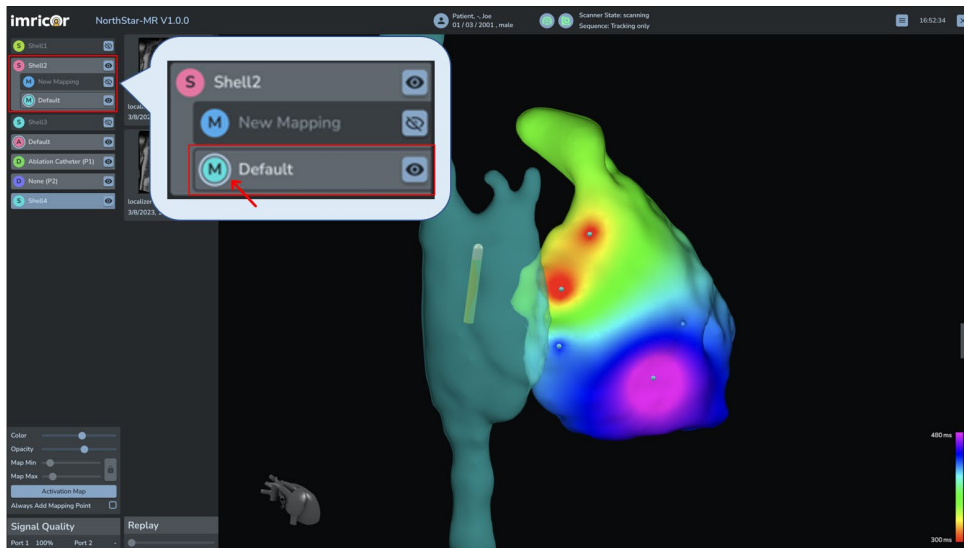 imricor
NorthStar-MR V1.0.0
Patient, -, Joe
01 / 03 / 2001 , male
Scanner State: scanning
Sequence: Tracking only
16:52:34
S Shell1
S Shell2
M New Mapping
M Default
S Shell3
A Default
D Ablation Catheter (P1)
D None (P2)
S Shell4
3/8/202
localizer
3/8/2023, 
S Shell2
M New Mapping
M Default
Color
Opacity
Map Min
Map Max
Activation Map
Always Add Mapping Point
Signal Quality
Port 1 100% Port 2 -
Replay
480 ms
300 ms